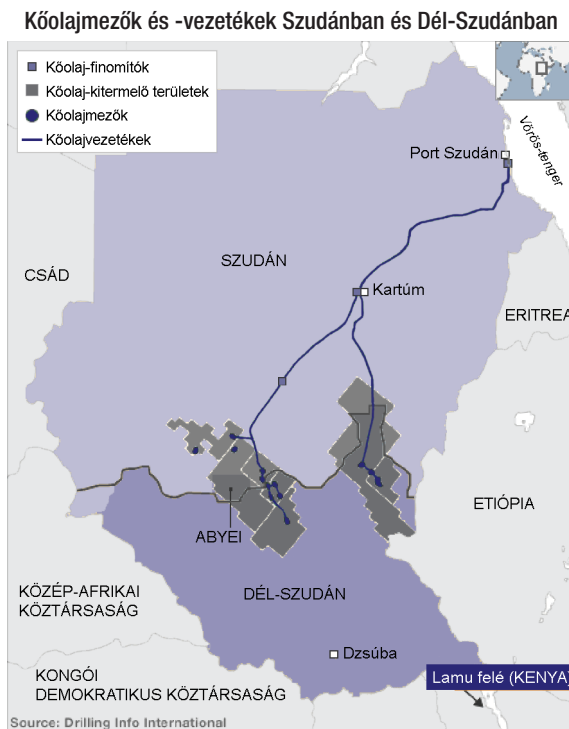 Kőolajmezők és -vezetékek Szudánban és Dél-Szudánban
Kőolaj-finomítók
Kőolaj-kitermelő területek
Kőolajmezők
Kőolajvezetékek
Port Szudán
Vörös-tenger
SZUDÁN
CSÁD
Kartúm
ERITREA
ETIÓPIA
ABYEI
DÉL-SZUDÁN
KÖZÉP-AFRIKAI
KÖZTÁRSASÁG
Dzsúba
KONGÓI
DEMOKRATIKUS KÖZTÁRSASÁG
Lamu felé (KENYA)
Source: Drilling Info International